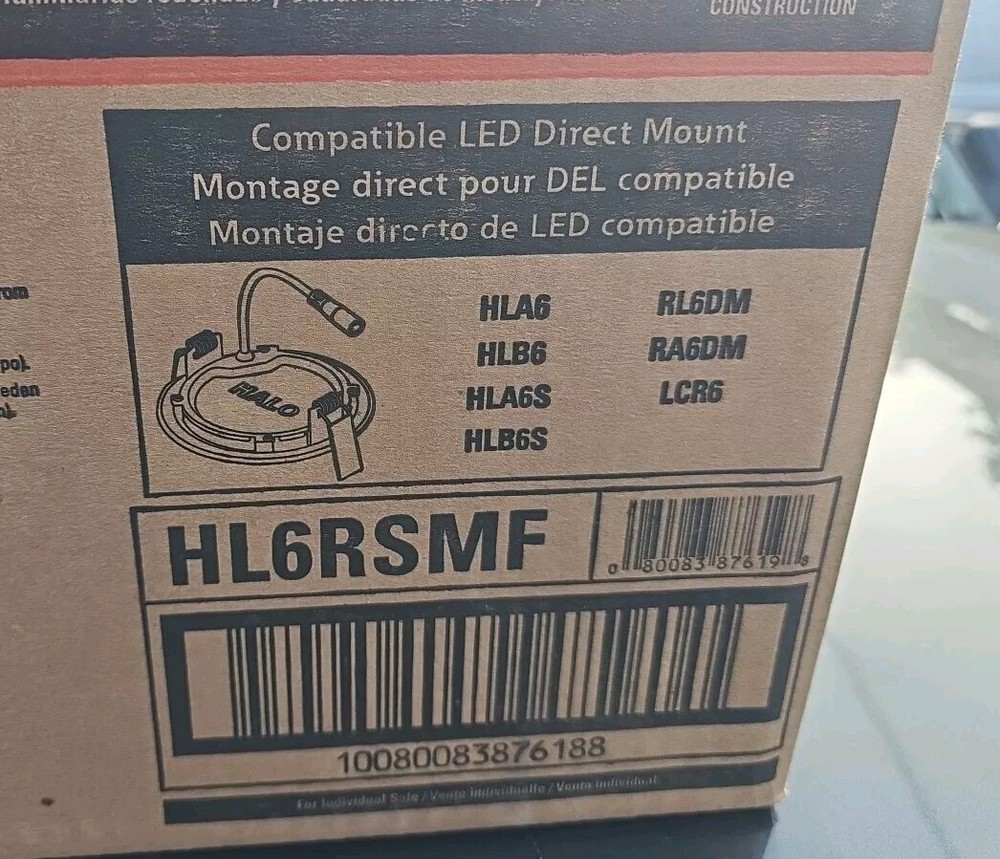 CONSTRUCTION
Compatible LED Direct Mount
Montage direct pour DEL compatible
Montaje directo de LED compatible
HALO
HLA6 RL6DM
HLB6 RA6DM
HLA6S LCR6
HLB6S
HL6RSMF
0 80083 87619 8
10080083876188
For Individual Sale / Vente individuelle / Venta individual